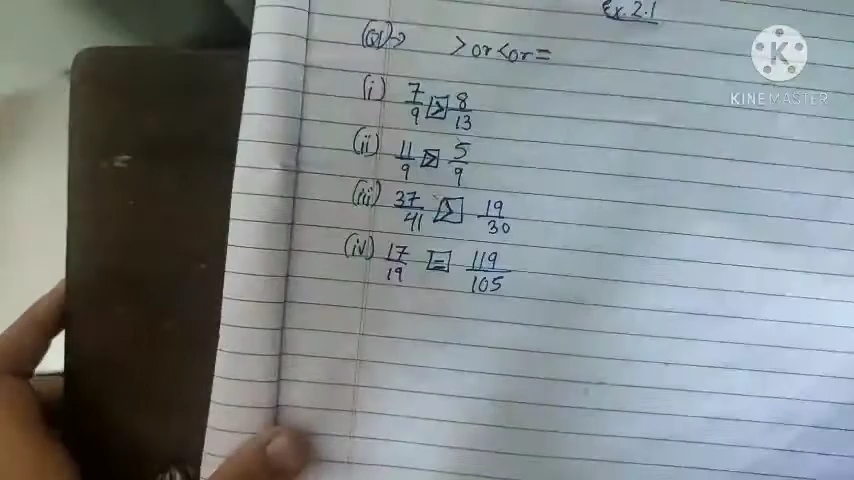 Ex.2.1
Q1) → > or < or =
(i) 7/9 > 8/13
(ii) 11/9 > 5/9
(iii) 37/41 > 19/30
(iv) 17/19 = 119/105
K
KINEMASTER